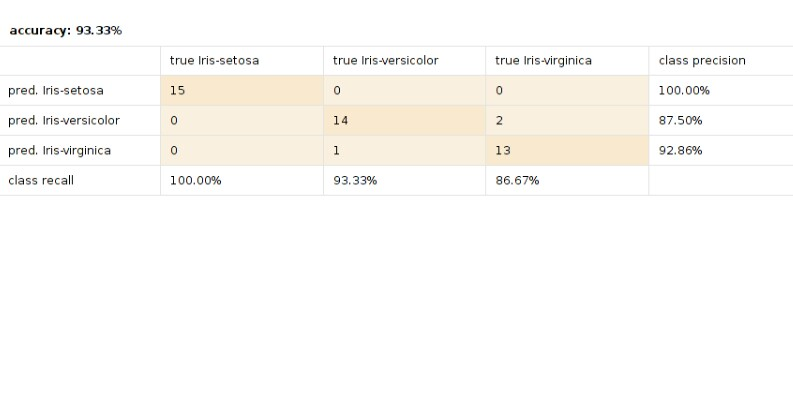 accuracy: 93.33%
true Iris-setosa true Iris-versicolor true Iris-virginica class precision
pred. Iris-setosa 15 0 0 100.00%
pred. Iris-versicolor 0 14 2 87.50%
pred. Iris-virginica 0 1 13 92.86%
class recall 100.00% 93.33% 86.67%